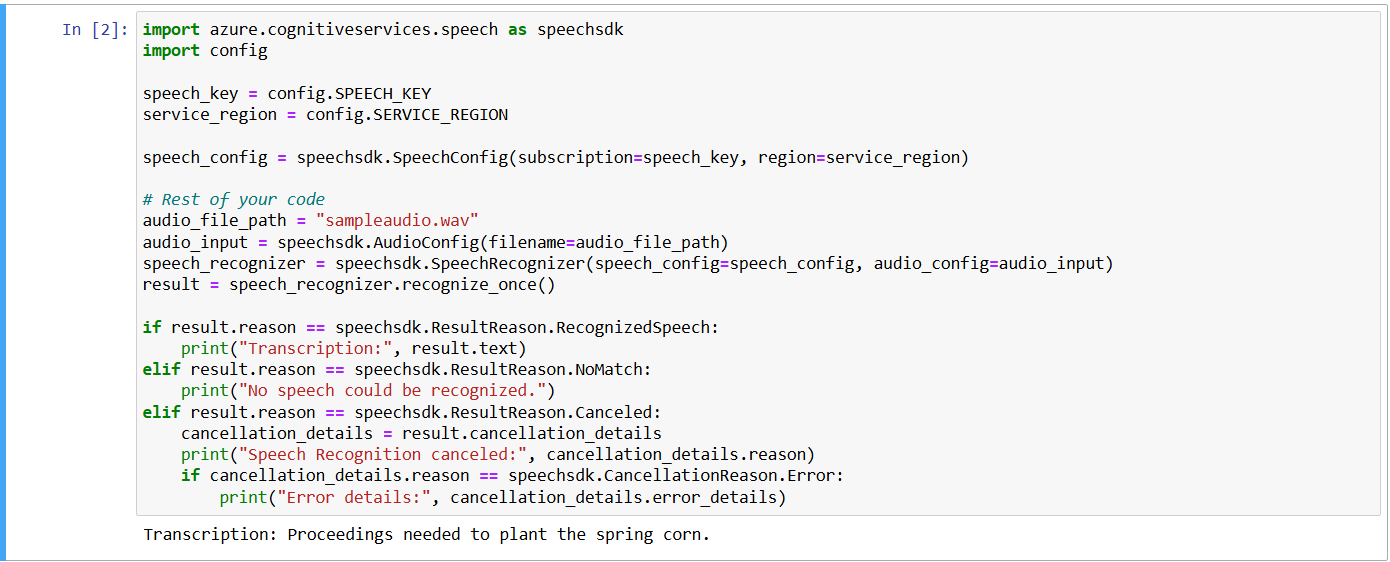 In [2]: import azure.cognitiveservices.speech as speechsdk
import config
speech_key = config.SPEECH_KEY
service_region = config.SERVICE_REGION
speech_config = speechsdk.SpeechConfig(subscription=speech_key, region=service_region)
# Rest of your code
audio_file_path = "sampleaudio.wav"
audio_input = speechsdk.AudioConfig(filename=audio_file_path)
speech_recognizer = speechsdk.SpeechRecognizer(speech_config=speech_config, audio_config=audio_input)
result = speech_recognizer.recognize_once()
if result.reason == speechsdk.ResultReason.RecognizedSpeech:
    print("Transcription:", result.text)
elif result.reason == speechsdk.ResultReason.NoMatch:
    print("No speech could be recognized.")
elif result.reason == speechsdk.ResultReason.Canceled:
    cancellation_details = result.cancellation_details
    print("Speech Recognition canceled:", cancellation_details.reason)
    if cancellation_details.reason == speechsdk.CancellationReason.Error:
        print("Error details:", cancellation_details.error_details)
Transcription: Proceedings needed to plant the spring corn.